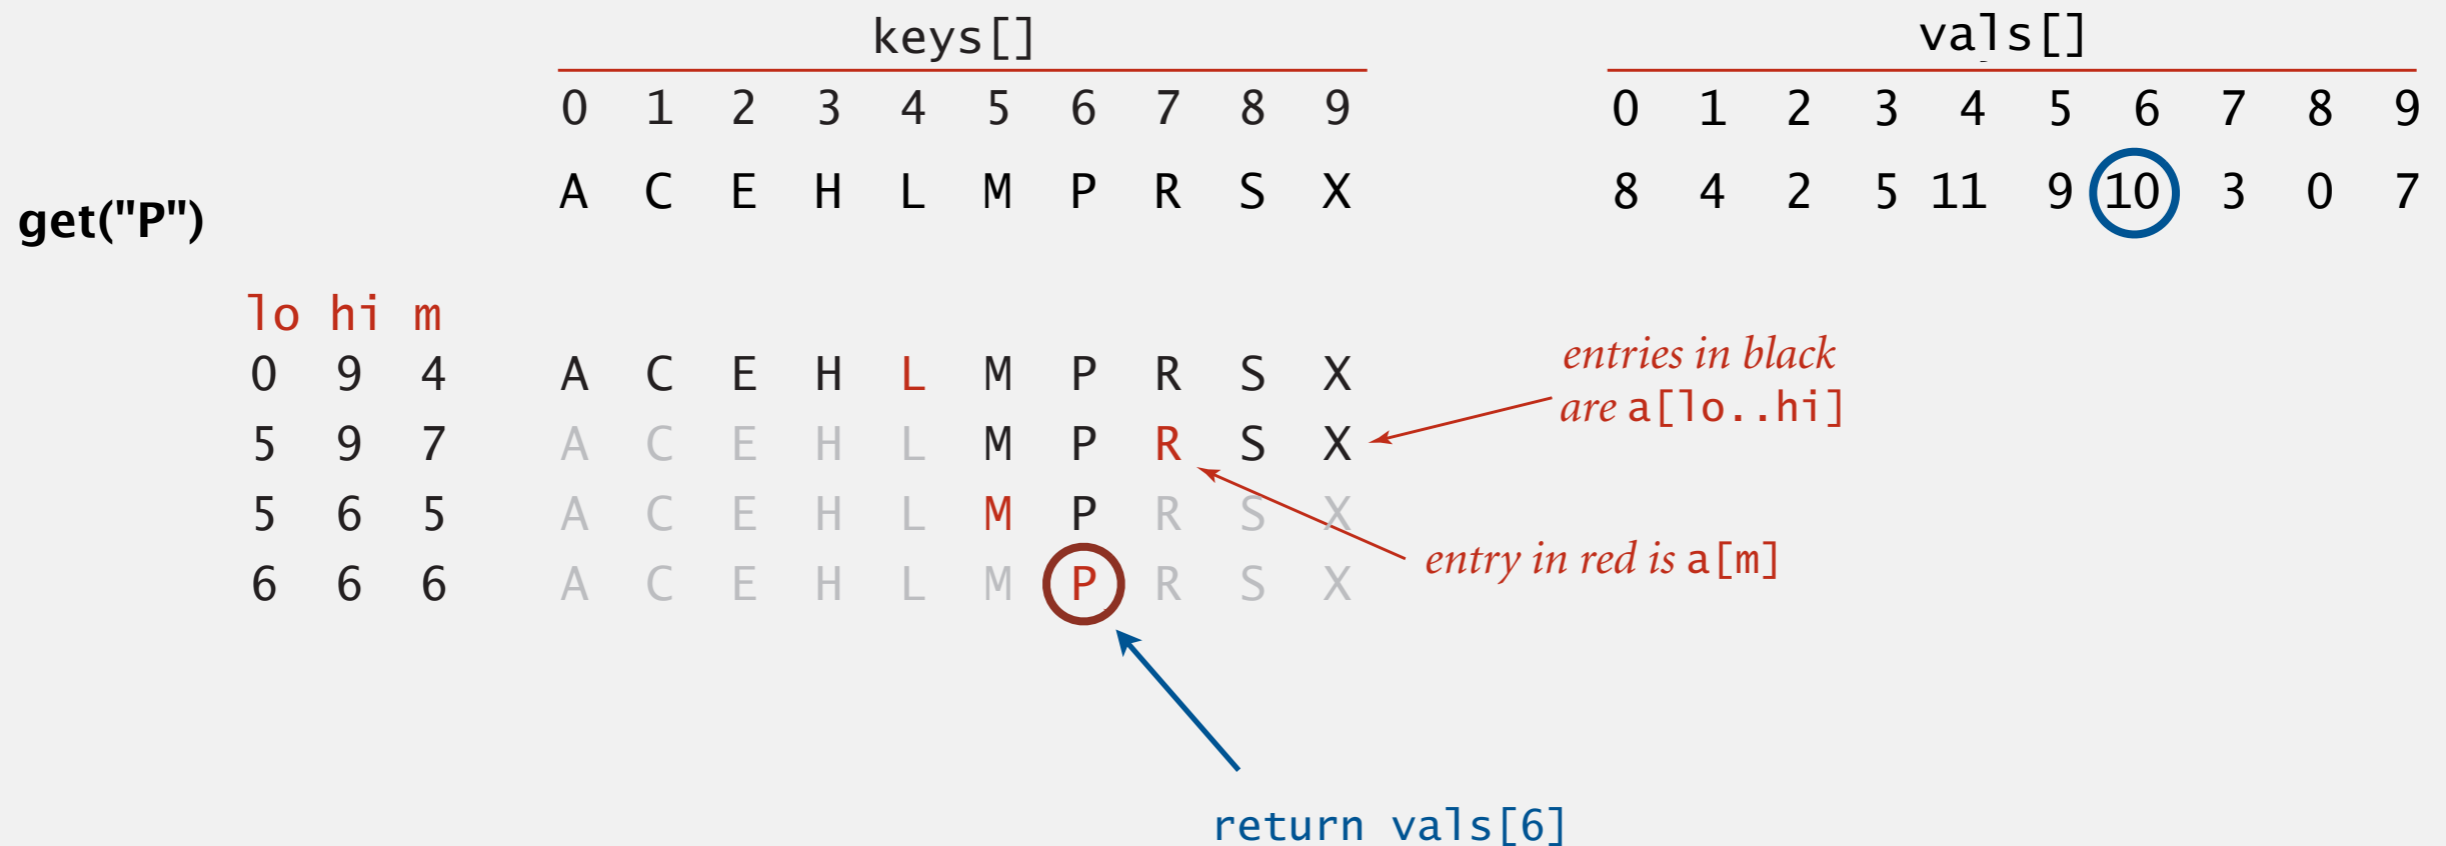 keys[] vals[]
0 1 2 3 4 5 6 7 8 9 0 1 2 3 4 5 6 7 8 9
A C E H L M P R S X 8 4 2 5 11 9 10 3 0 7
get("P")
lo hi m
0 9 4 A C E H L M P R S X
entries in black
are a[lo..hi]
5 9 7 A C E H L M P R S X
5 6 5 A C E H L M P R S X
entry in red is a[m]
6 6 6 A C E H L M P R S X
return vals[6]